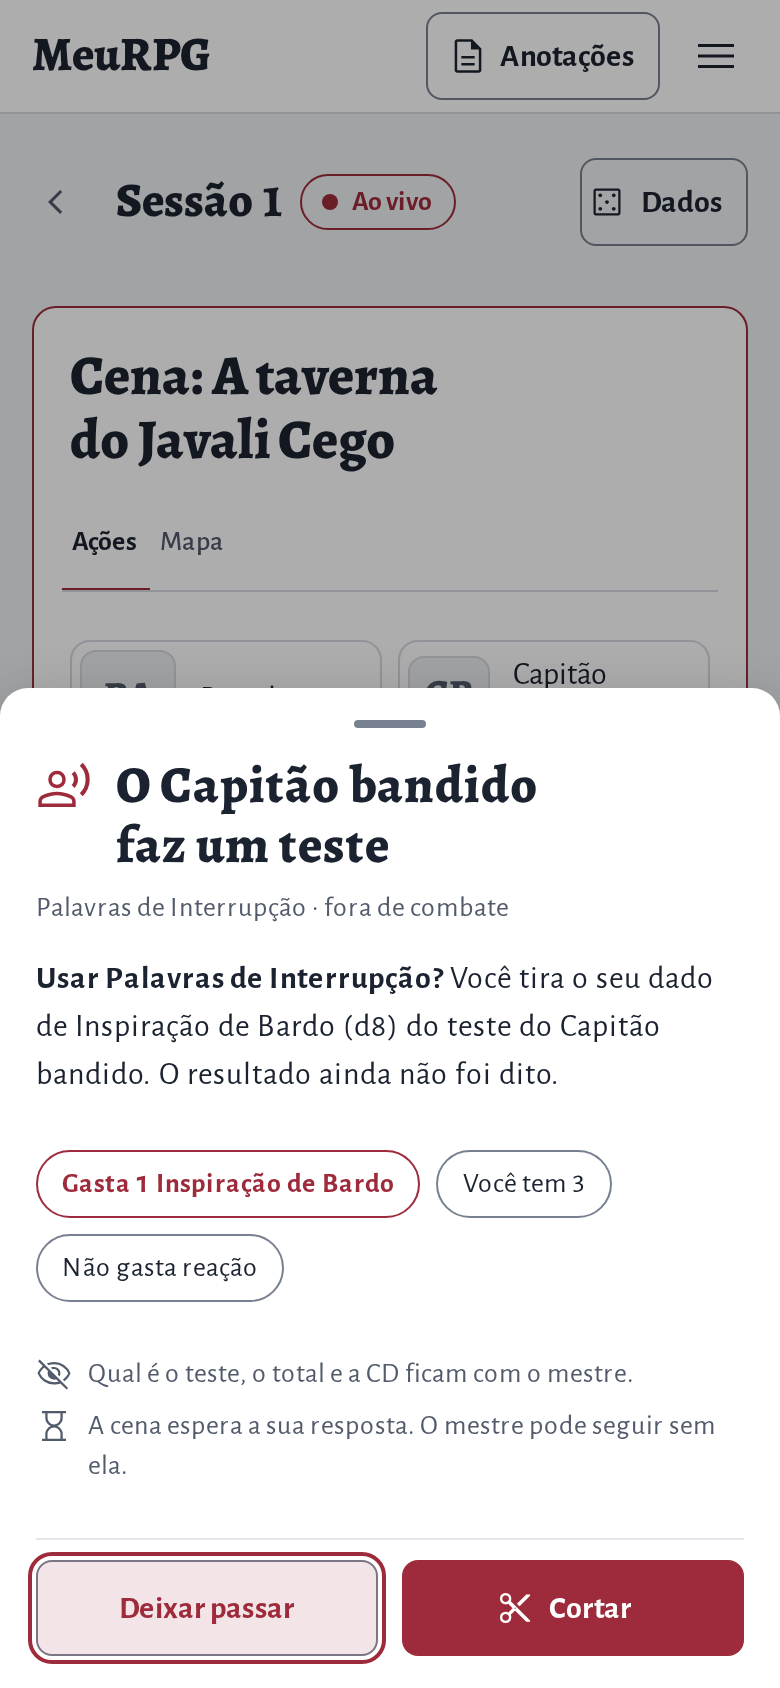 MeuRPG
Anotações
Sessão 1
Ao vivo
Dados
Cena: A taverna
do Javali Cego
Ações
Mapa
Capitão
O Capitão bandido
faz um teste
Palavras de Interrupção · fora de combate
Usar Palavras de Interrupção? Você tira o seu dado
de Inspiração de Bardo (d8) do teste do Capitão
bandido. O resultado ainda não foi dito.
Gasta 1 Inspiração de Bardo
Você tem 3
Não gasta reação
Qual é o teste, o total e a CD ficam com o mestre.
A cena espera a sua resposta. O mestre pode seguir sem
ela.
Deixar passar
Cortar